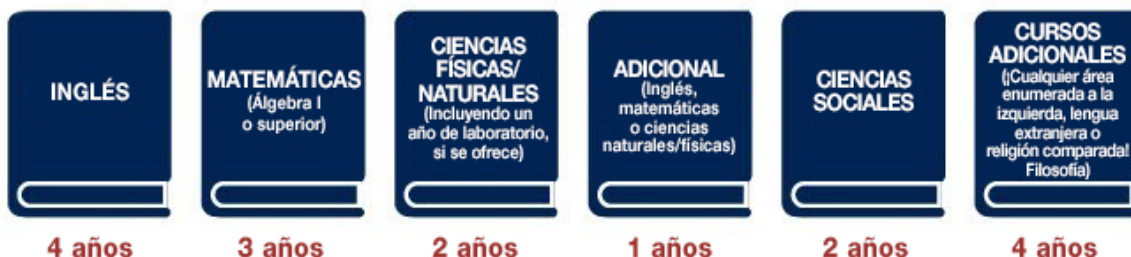 INGLÉS
MATEMÁTICAS
(Álgebra I
o superior)
CIENCIAS
FÍSICAS/
NATURALES
(Incluyendo un
año de laboratorio,
si se ofrece)
ADICIONAL
(Inglés,
matemáticas
o ciencias
naturales/físicas)
CIENCIAS
SOCIALES
CURSOS
ADICIONALES
(¡Cualquier área
enumerada a la
izquierda, lengua
extranjera o
religión comparada!
Filosofía)
4 años
3 años
2 años
1 años
2 años
4 años